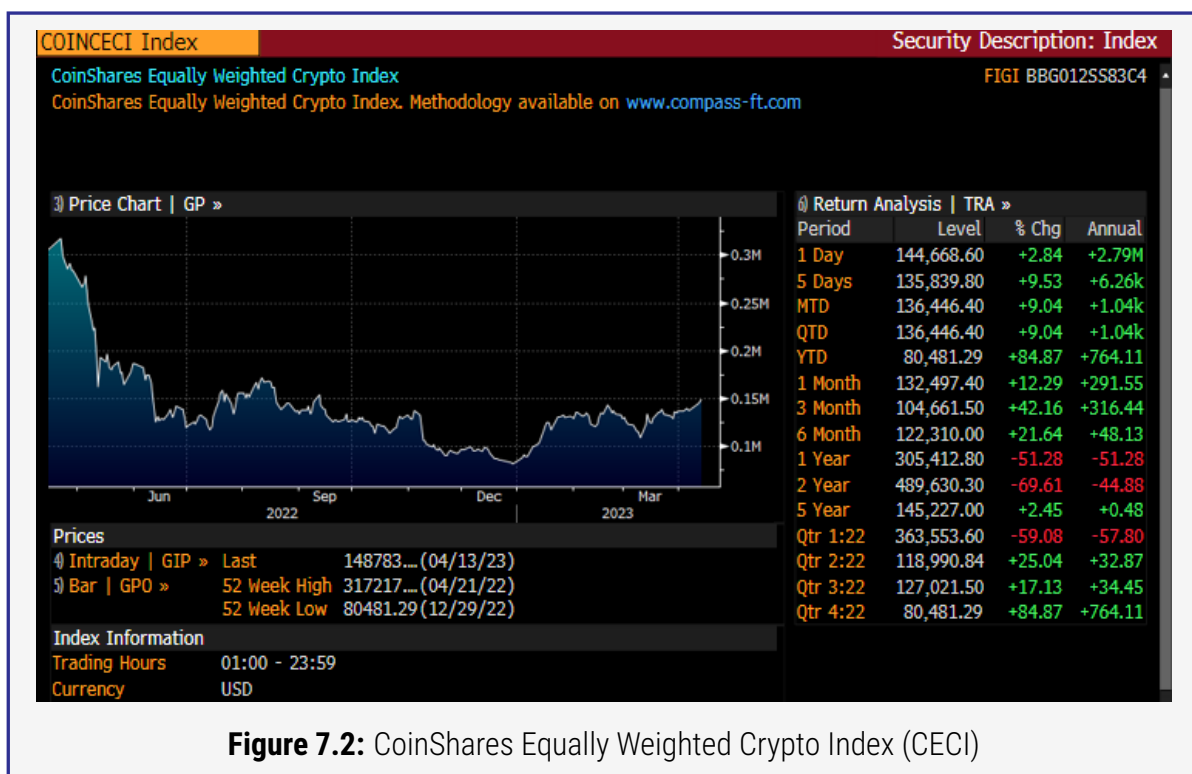 COINCECI Index Security Description: Index
CoinShares Equally Weighted Crypto Index FIGI BBG012SS83C4
CoinShares Equally Weighted Crypto Index. Methodology available on www.compass-ft.com
3) Price Chart | GP »
0.3M
0.25M
0.2M
0.15M
0.1M
Jun Sep Dec Mar
2022 2023
6) Return Analysis | TRA »
Period Level % Chg Annual
1 Day 144,668.60 +2.84 +2.79M
5 Days 135,839.80 +9.53 +6.26k
MTD 136,446.40 +9.04 +1.04k
QTD 136,446.40 +9.04 +1.04k
YTD 80,481.29 +84.87 +764.11
1 Month 132,497.40 +12.29 +291.55
3 Month 104,661.50 +42.16 +316.44
6 Month 122,310.00 +21.64 +48.13
1 Year 305,412.80 -51.28 -51.28
2 Year 489,630.30 -69.61 -44.88
5 Year 145,227.00 +2.45 +0.48
Qtr 1:22 363,553.60 -59.08 -57.80
Qtr 2:22 118,990.84 +25.04 +32.87
Qtr 3:22 127,021.50 +17.13 +34.45
Qtr 4:22 80,481.29 +84.87 +764.11
Prices
4) Intraday | GIP » Last 148783.…(04/13/23)
5) Bar | GPO » 52 Week High 317217.…(04/21/22)
52 Week Low 80481.29(12/29/22)
Index Information
Trading Hours 01:00 - 23:59
Currency USD
Figure 7.2: CoinShares Equally Weighted Crypto Index (CECI)